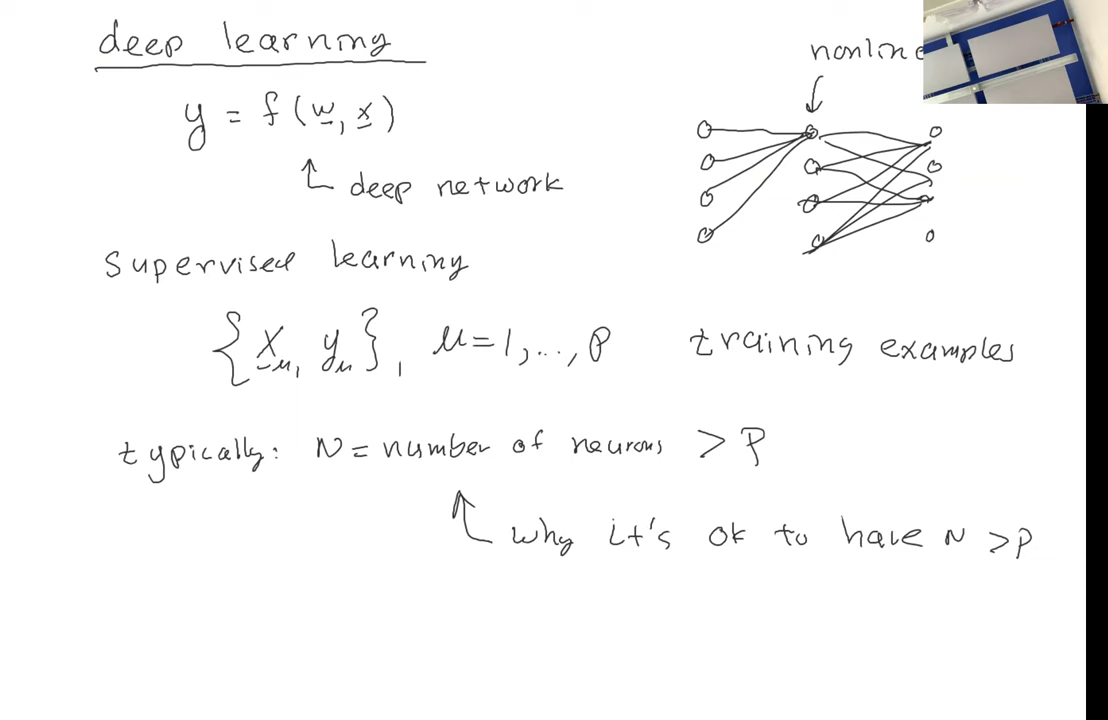 deep learning
nonline
y = f(w, x)
deep network
supervised learning
{x_μ, y_μ}, μ=1,..., P training examples
typically: N = number of neurons > P
why it's ok to have N > P